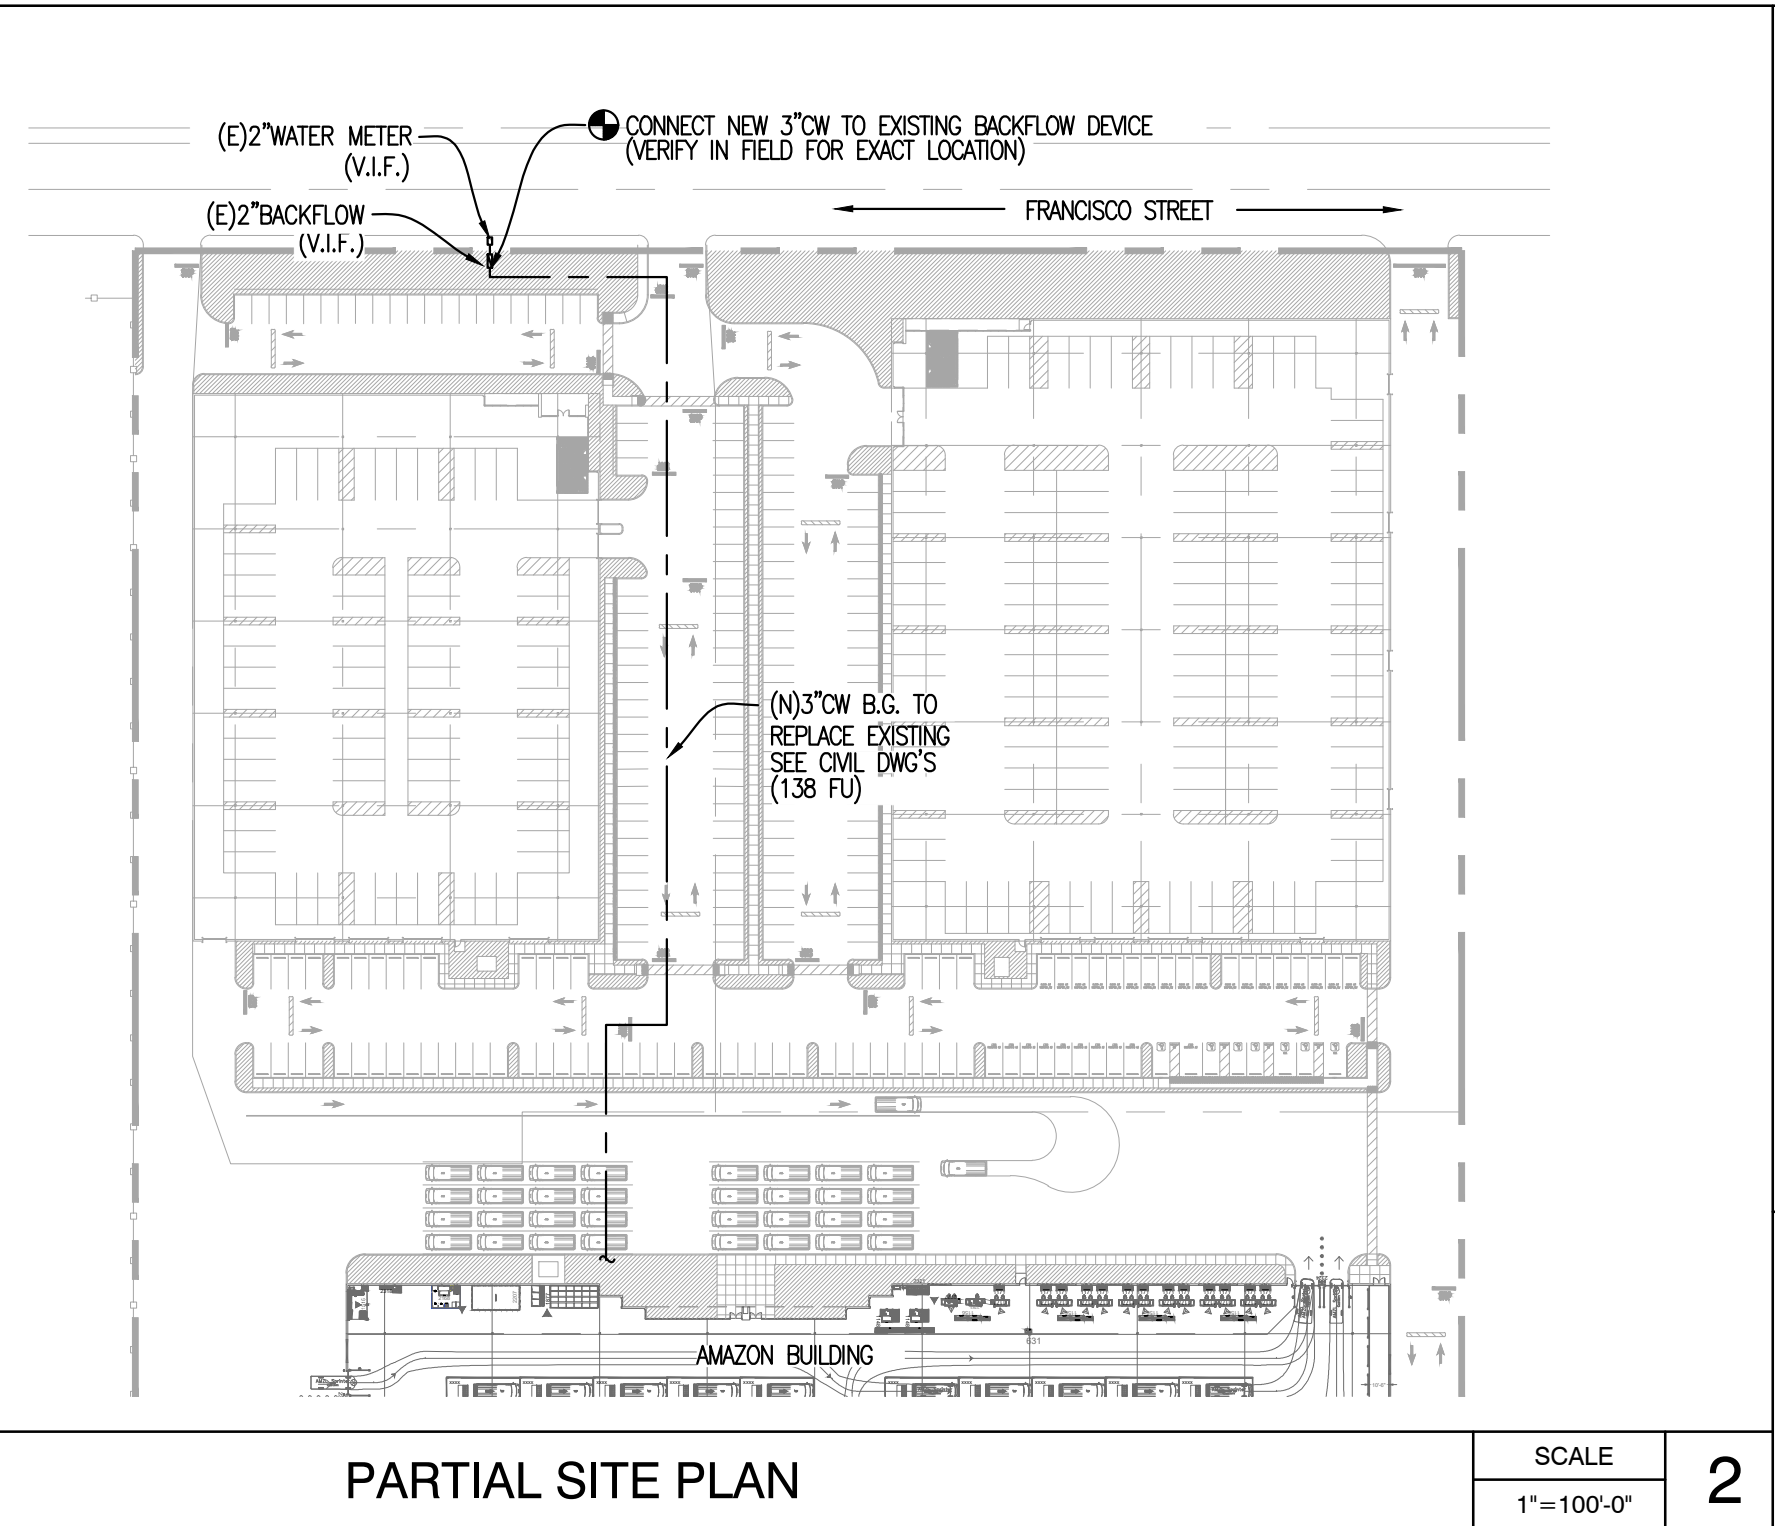 (E)2"WATER METER
(V.I.F.)
CONNECT NEW 3"CW TO EXISTING BACKFLOW DEVICE
(VERIFY IN FIELD FOR EXACT LOCATION)
(E)2"BACKFLOW
(V.I.F.)
FRANCISCO STREET
(N)3"CW B.G. TO
REPLACE EXISTING
SEE CIVIL DWG'S
(138 FU)
631
AMAZON BUILDING
PARTIAL SITE PLAN
SCALE
1"=100'-0"
2